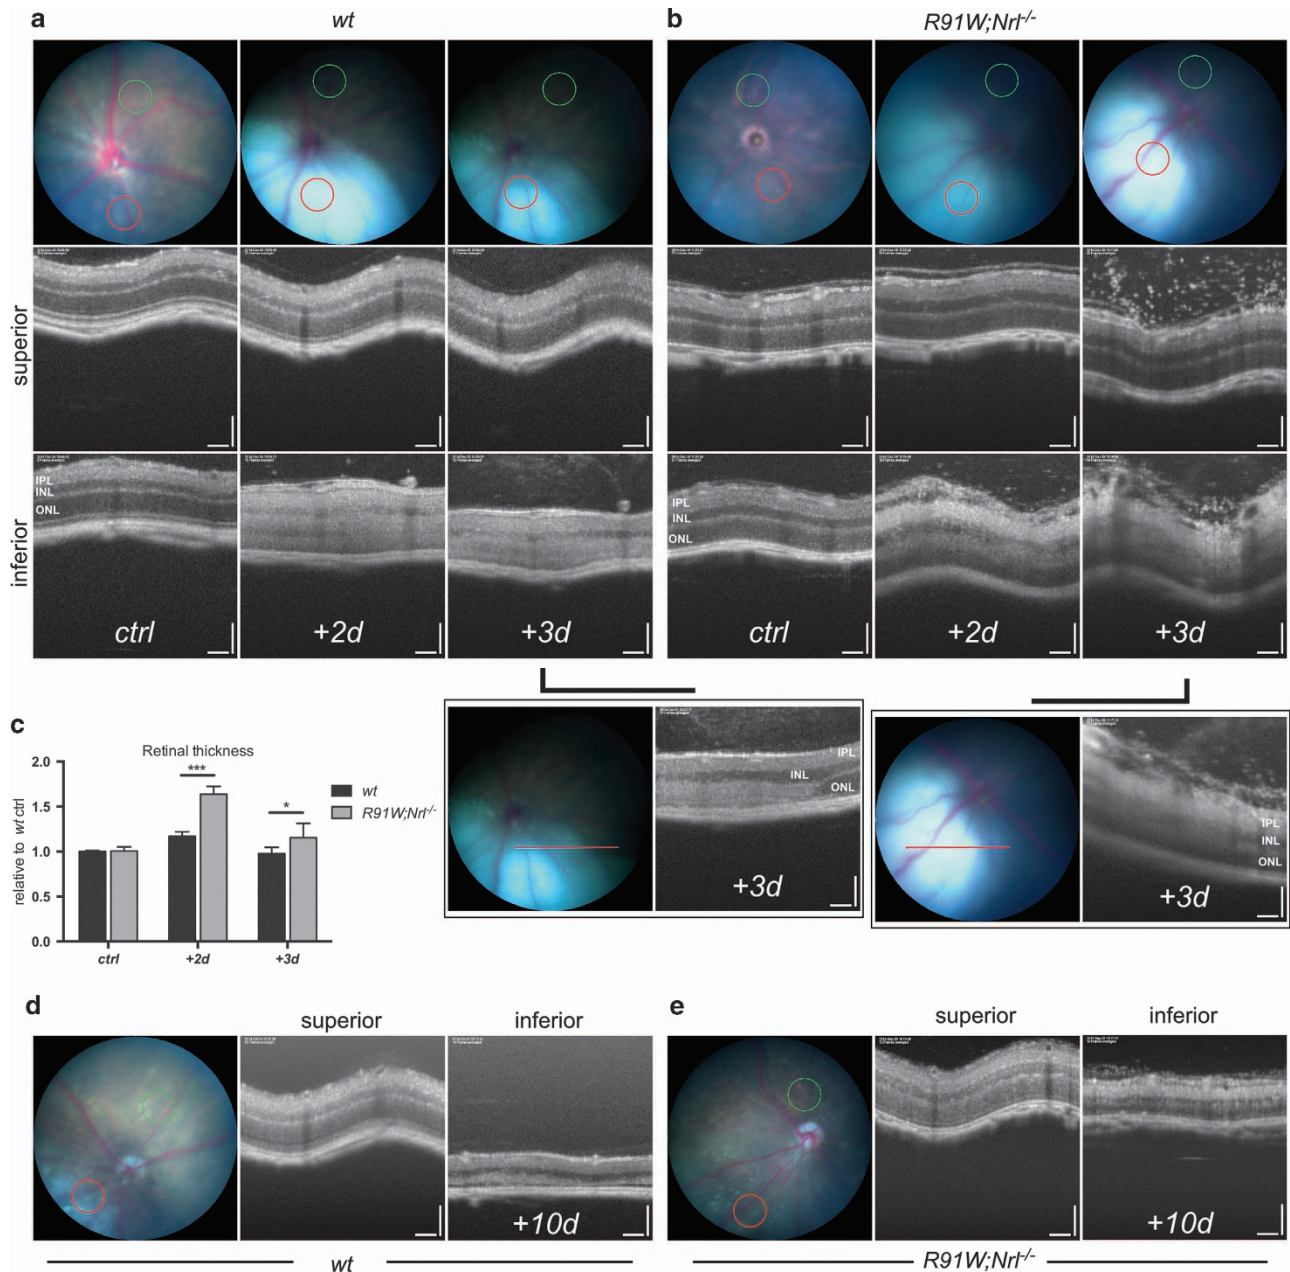 a
wt
b
R91W;Nrl-/-
superior
inferior
IPL
INL
ONL
ctrl
+2d
+3d
IPL
INL
ONL
ctrl
+2d
+3d
c
Retinal thickness
relative to wt ctrl
2.0
1.5
1.0
0.5
0.0
***
*
wt
R91W;Nrl-/-
ctrl
+2d
+3d
IPL
INL
ONL
+3d
IPL
INL
ONL
+3d
d
superior
inferior
+10d
wt
e
superior
inferior
+10d
R91W;Nrl-/-